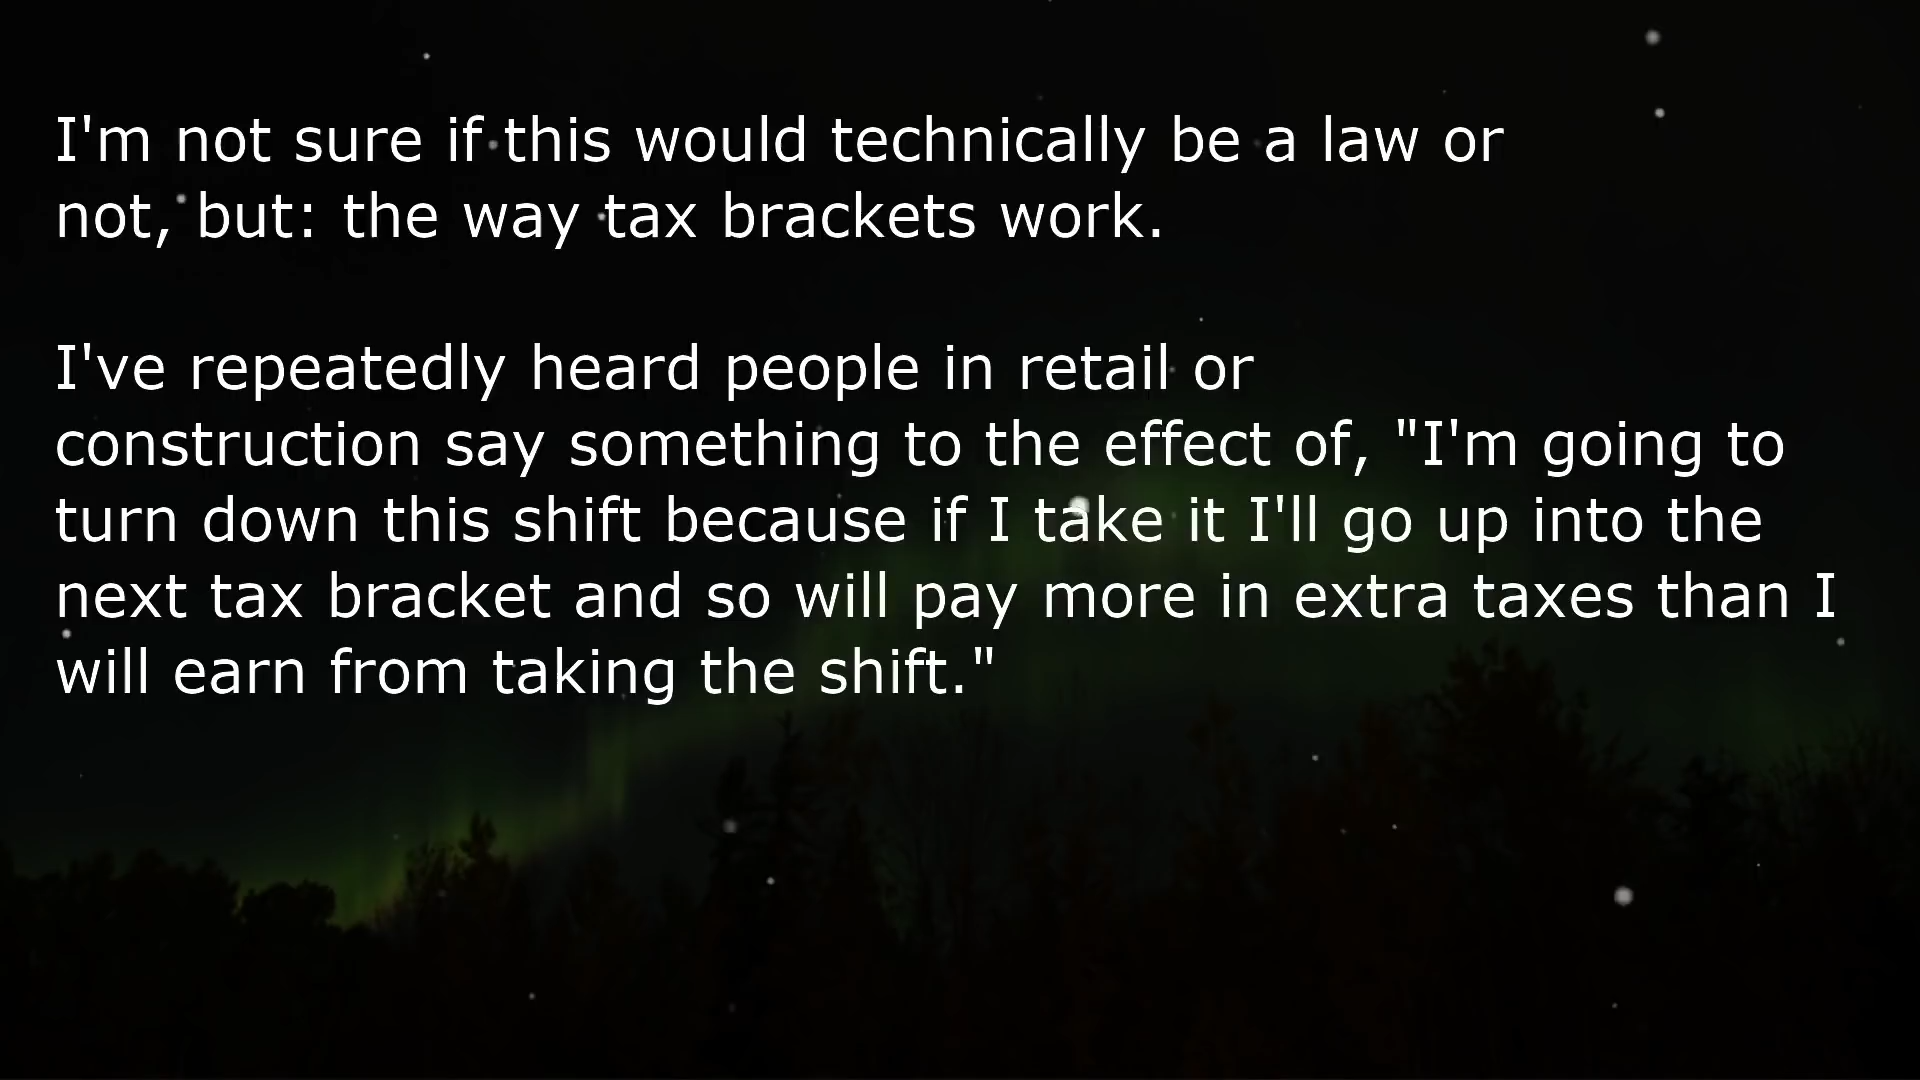 I'm not sure if this would technically be a law or
not, but: the way tax brackets work.
I've repeatedly heard people in retail or
construction say something to the effect of, "I'm going to
turn down this shift because if I take it I'll go up into the
next tax bracket and so will pay more in extra taxes than I
will earn from taking the shift."